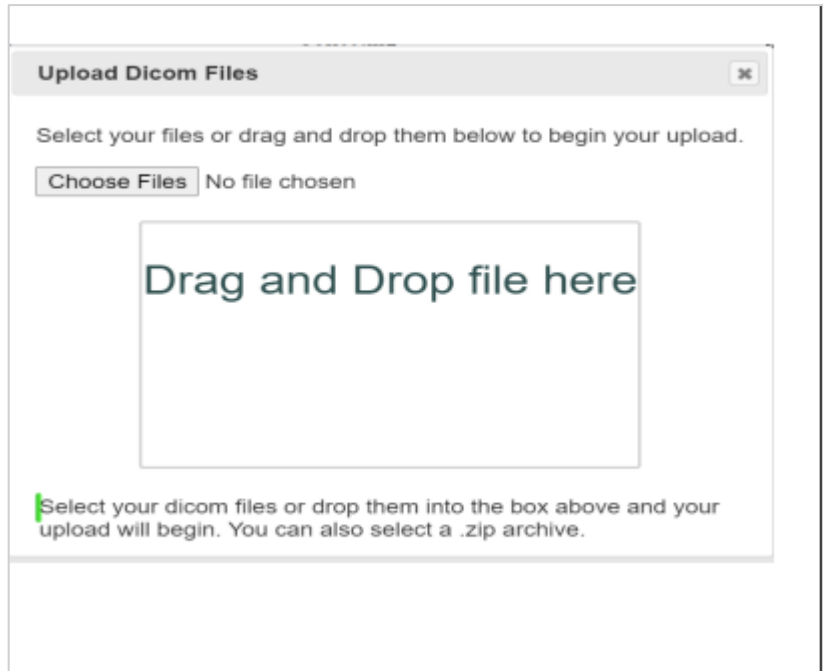 Upload Dicom Files
Select your files or drag and drop them below to begin your upload.
Choose Files No file chosen
Drag and Drop file here
Select your dicom files or drop them into the box above and your
upload will begin. You can also select a .zip archive.